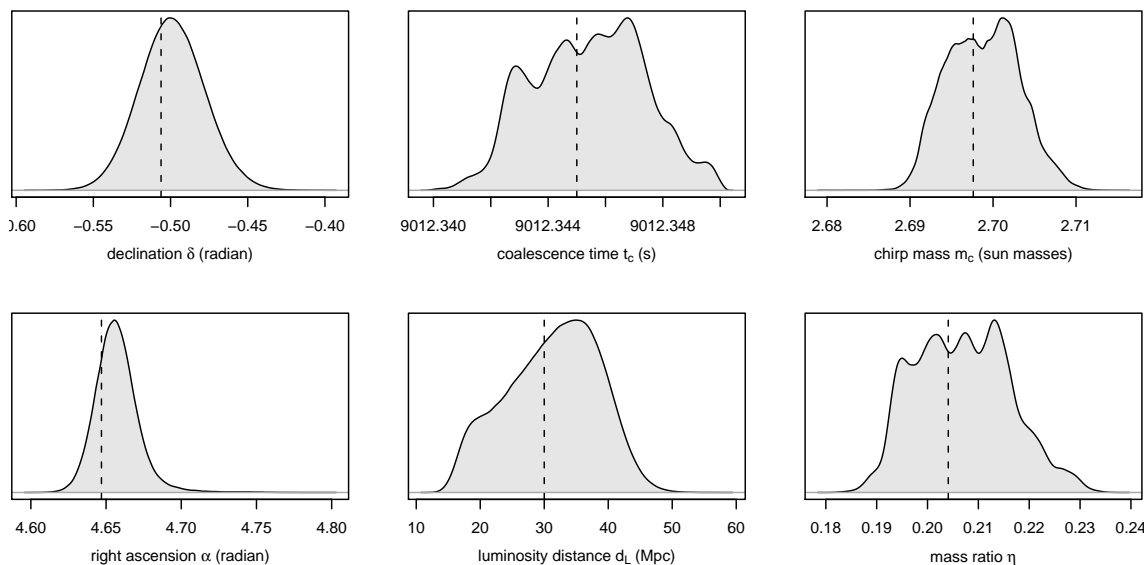 ).60 −0.55 −0.50 −0.45 −0.40
declination δ (radian)
9012.340 9012.344 9012.348
coalescence time tc (s)
2.68 2.69 2.70 2.71
chirp mass mc (sun masses)
4.60 4.65 4.70 4.75 4.80
right ascension α (radian)
10 20 30 40 50 60
luminosity distance dL (Mpc)
0.18 0.19 0.20 0.21 0.22 0.23 0.24
mass ratio η